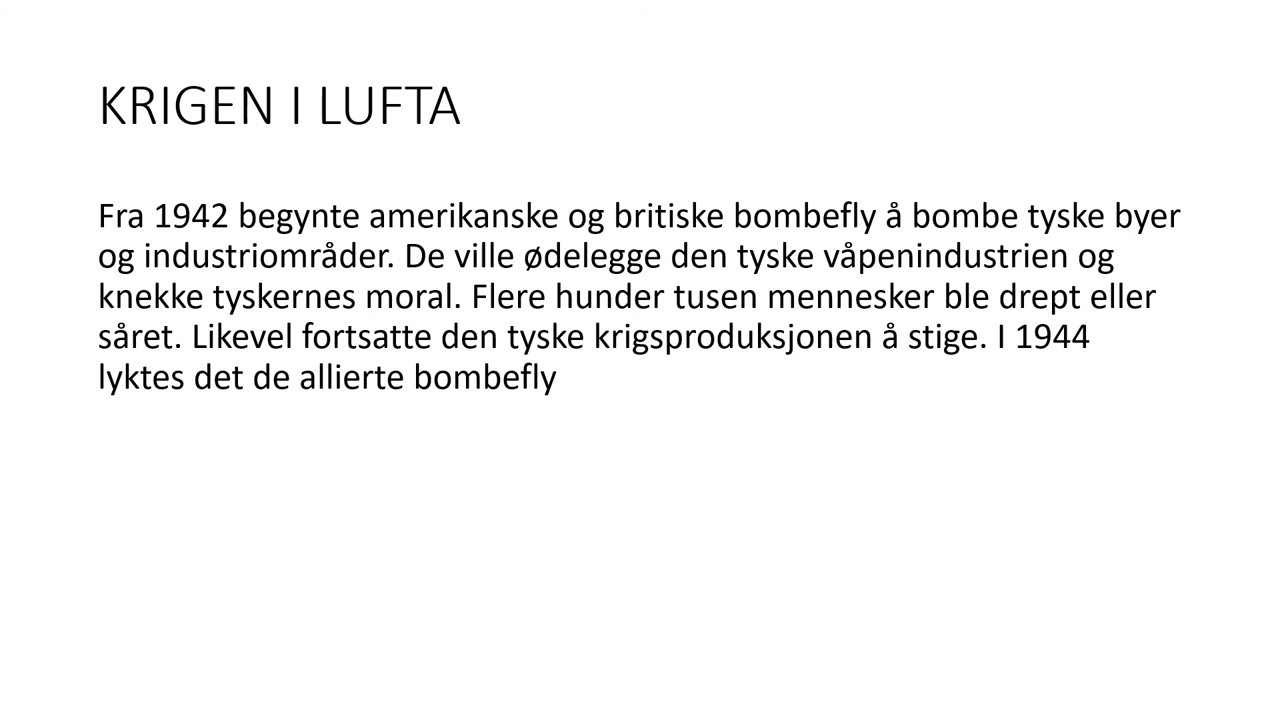 KRIGEN I LUFTA
Fra 1942 begynte amerikanske og britiske bombefly å bombe tyske byer
og industriområder. De ville ødelegge den tyske våpenindustrien og
knekke tyskernes moral. Flere hunder tusen mennesker ble drept eller
såret. Likevel fortsatte den tyske krigsproduksjonen å stige. I 1944
lyktes det de allierte bombefly